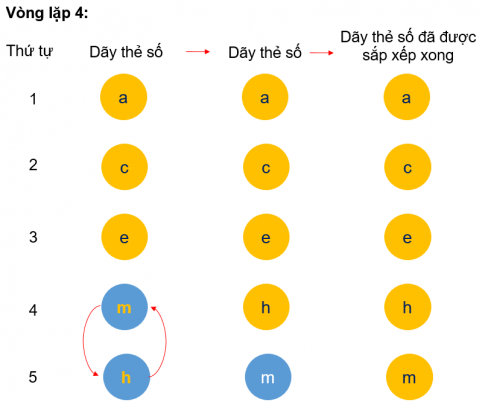 Vòng lặp 4:
Thứ tự Dãy thẻ số Dãy thẻ số Dãy thẻ số đã được
sắp xếp xong
1 a a a
2 c c c
3 e e e
4 m h h
5 h m m